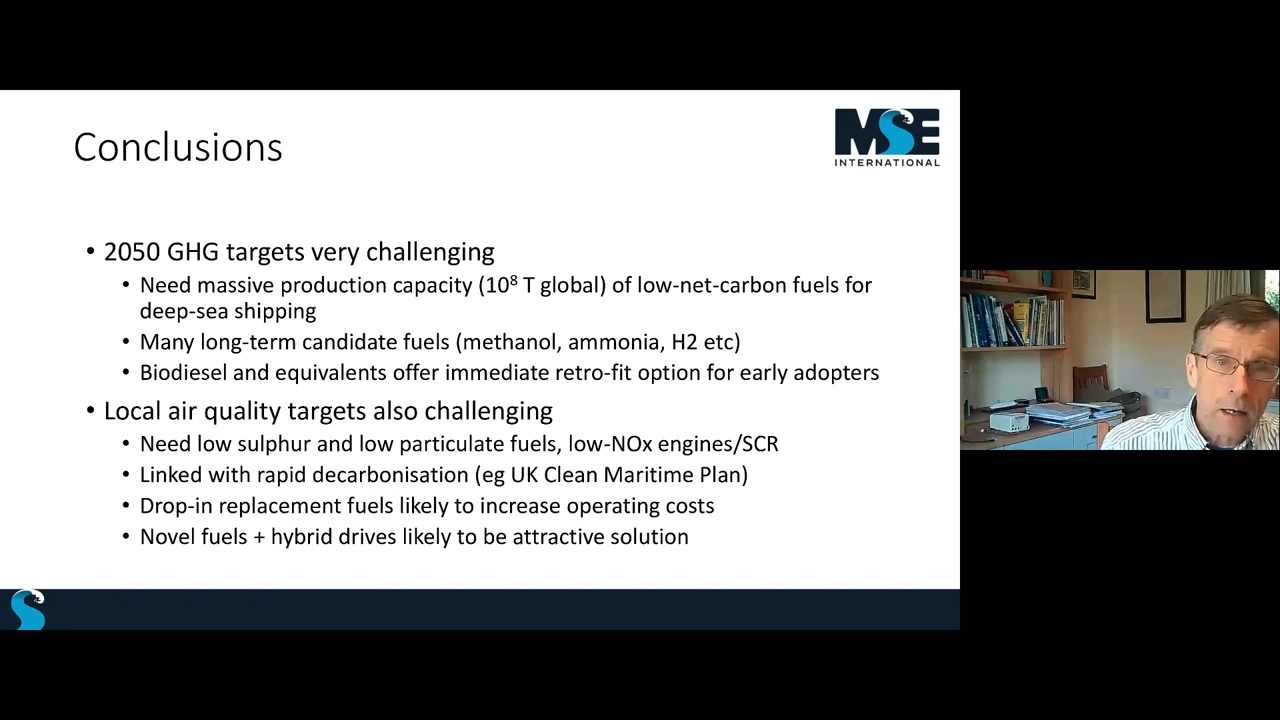 Conclusions
MSE
INTERNATIONAL
• 2050 GHG targets very challenging
• Need massive production capacity (10⁸ T global) of low-net-carbon fuels for
deep-sea shipping
• Many long-term candidate fuels (methanol, ammonia, H2 etc)
• Biodiesel and equivalents offer immediate retro-fit option for early adopters
• Local air quality targets also challenging
• Need low sulphur and low particulate fuels, low-NOx engines/SCR
• Linked with rapid decarbonisation (eg UK Clean Maritime Plan)
• Drop-in replacement fuels likely to increase operating costs
• Novel fuels + hybrid drives likely to be attractive solution